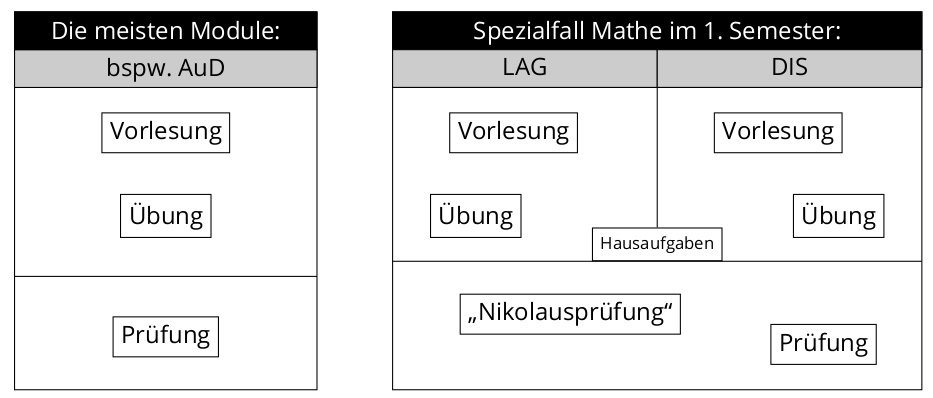 Die meisten Module:
bspw. AuD
Vorlesung
Übung
Prüfung
Spezialfall Mathe im 1. Semester:
LAG
DIS
Vorlesung
Vorlesung
Übung
Übung
Hausaufgaben
„Nikolausprüfung“
Prüfung